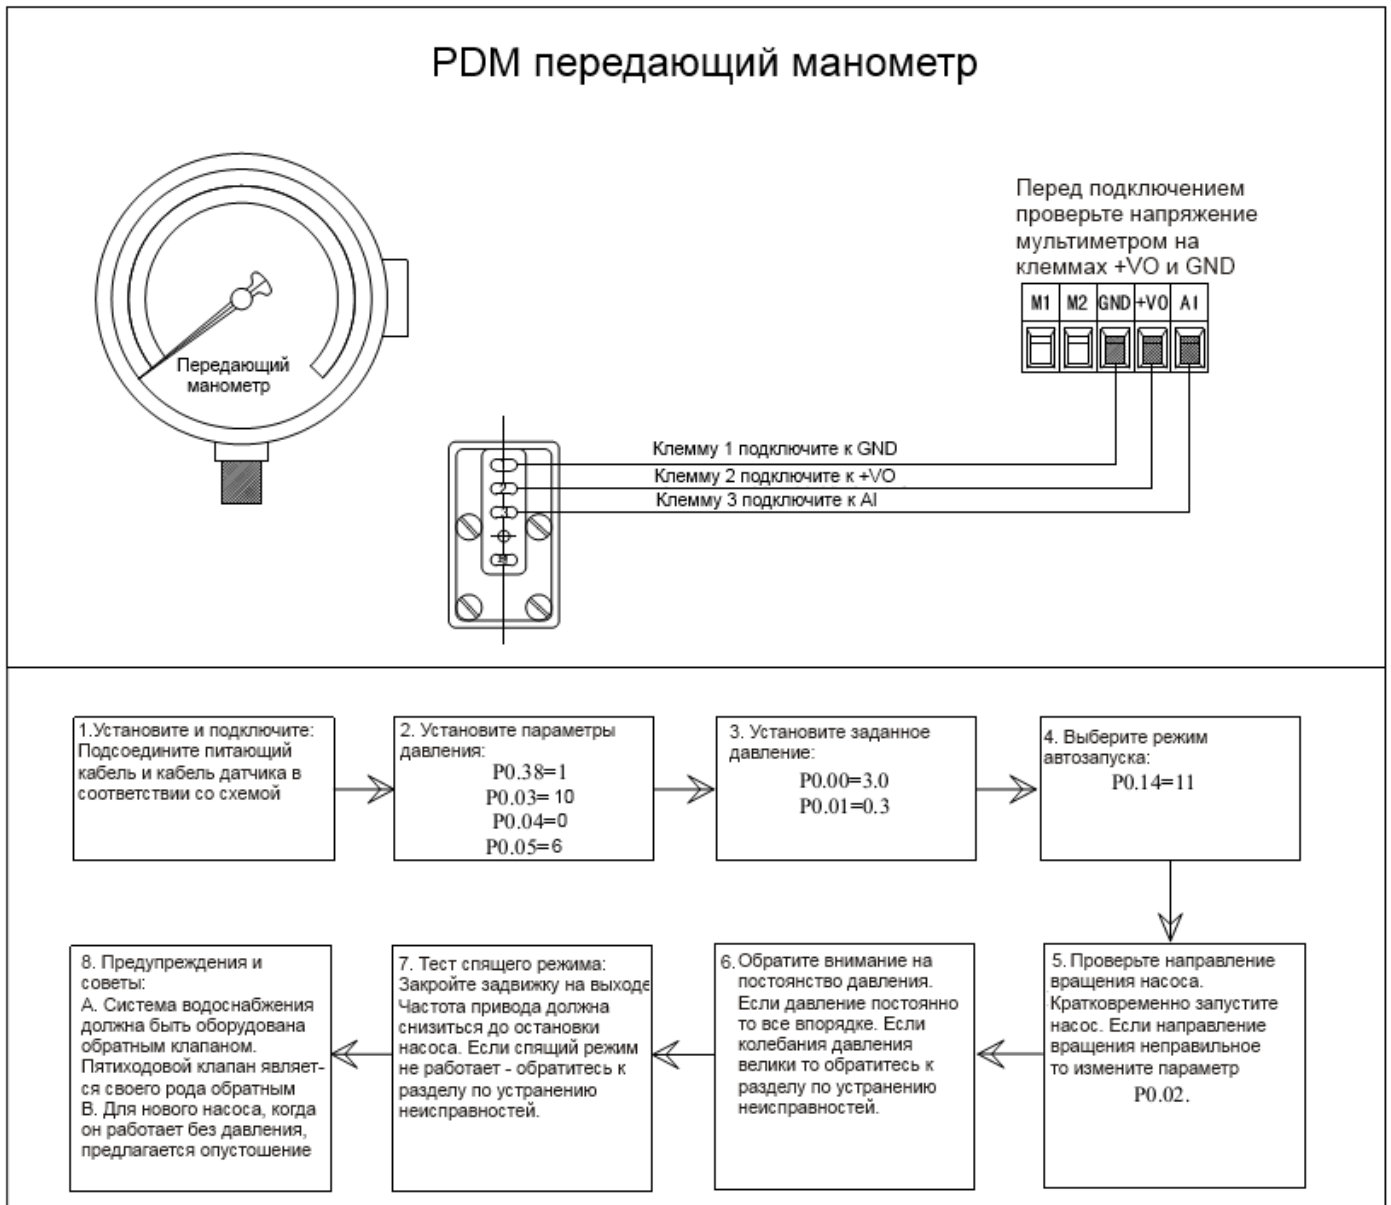 PDM передающий манометр
Перед подключением
проверьте напряжение
мультиметром на
клеммах +VO и GND
M1 M2 GND +VO AI
Передающий
манометр
Клемму 1 подключите к GND
Клемму 2 подключите к +VO
Клемму 3 подключите к AI
2
3
1.Установите и подключите:
Подсоедините питающий
кабель и кабель датчика в
соответствии со схемой
2. Установите параметры
давления:
P0.38=1
P0.03= 10
P0.04=0
P0.05=6
3. Установите заданное
давление:
P0.00=3.0
P0.01=0.3
4. Выберите режим
автозапуска:
P0.14=11
5. Проверьте направление
вращения насоса.
Кратковременно запустите
насос. Если направление
вращения неправильное
то измените параметр
P0.02.
6. Обратите внимание на
постоянство давления.
Если давление постоянно
то все впорядке. Если
колебания давления
велики то обратитесь к
разделу по устранению
неисправностей.
7. Тест спящего режима:
Закройте задвижку на выходе
Частота привода должна
снизиться до остановки
насоса. Если спящий режим
не работает - обратитесь к
разделу по устранению
неисправностей.
8. Предупреждения и
советы:
A. Система водоснабжения
должна быть оборудована
обратным клапаном.
Пятиходовой клапан являет-
ся своего рода обратным
B. Для нового насоса, когда
он работает без давления,
предлагается опустошение